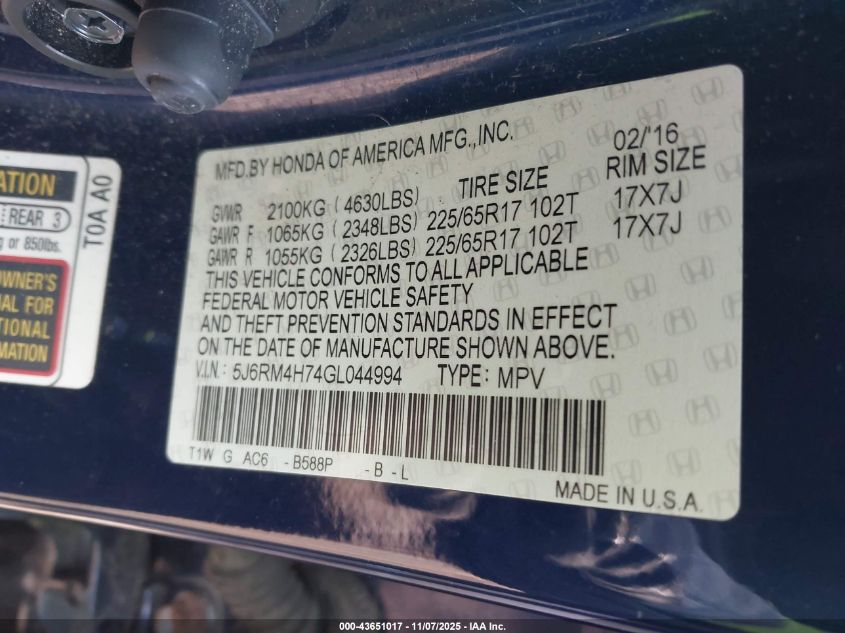 MFD.BY HONDA OF AMERICA MFG.,INC. 02/'16
TIRE SIZE RIM SIZE
GVWR 2100KG (4630LBS)
GAWR F 1065KG (2348LBS) 225/65R17 102T 17X7J
GAWR R 1055KG (2326LBS) 225/65R17 102T 17X7J
THIS VEHICLE CONFORMS TO ALL APPLICABLE
FEDERAL MOTOR VEHICLE SAFETY
AND THEFT PREVENTION STANDARDS IN EFFECT
ON THE DATE OF MANUFACTURE SHOWN ABOVE.
V.I.N.: 5J6RM4H74GL044994 TYPE: MPV
T1W G AC6 -B588P -B -L
MADE IN U.S.A.
REAR 3
or 850lbs.
OWNER'S
FOR
T0A A0
000-43651017 - 11/07/2025 - IAA Inc.